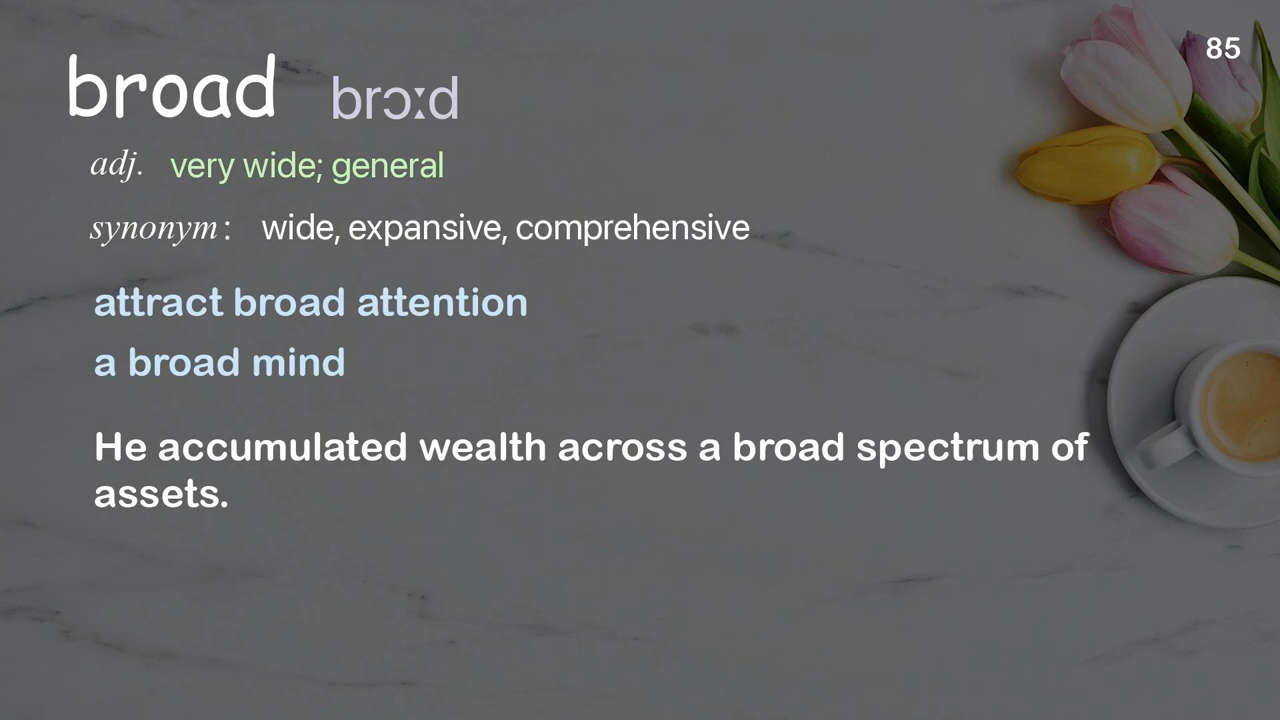 85
broad brɔːd
adj. very wide; general
synonym: wide, expansive, comprehensive
attract broad attention
a broad mind
He accumulated wealth across a broad spectrum of
assets.